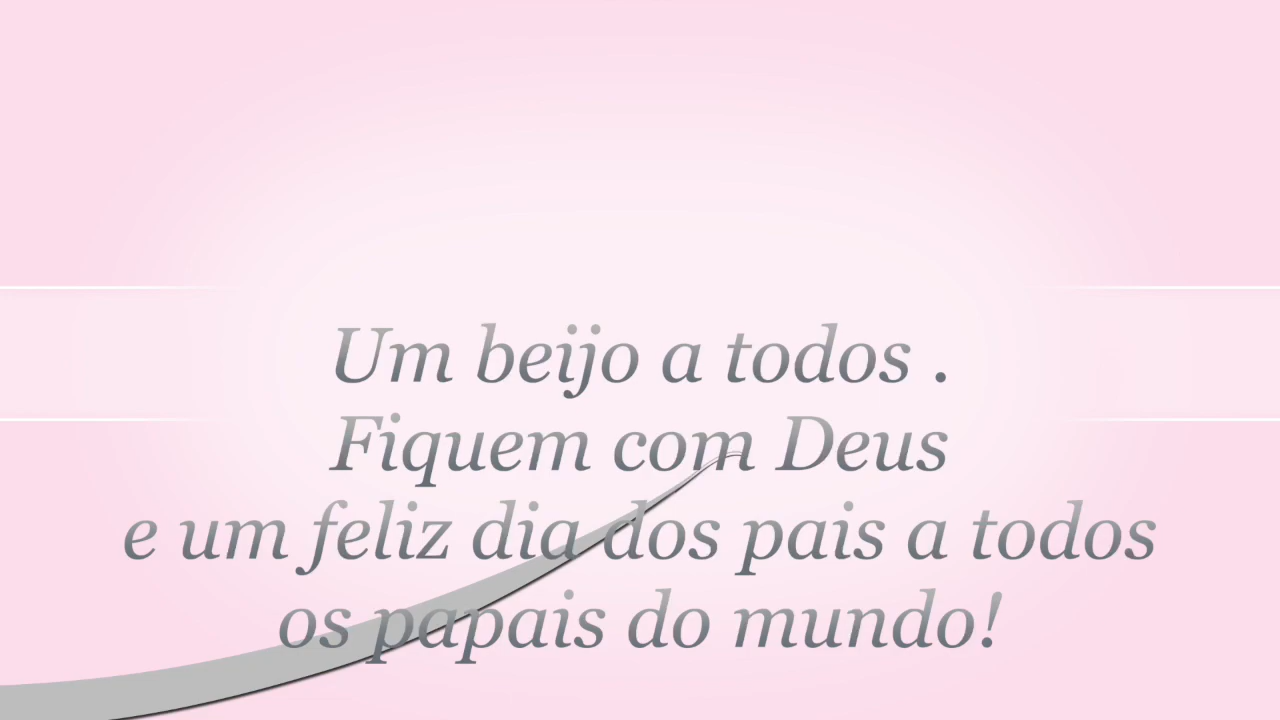 Um beijo a todos .
Fiquem com Deus
e um feliz dia dos pais a todos
os papais do mundo!